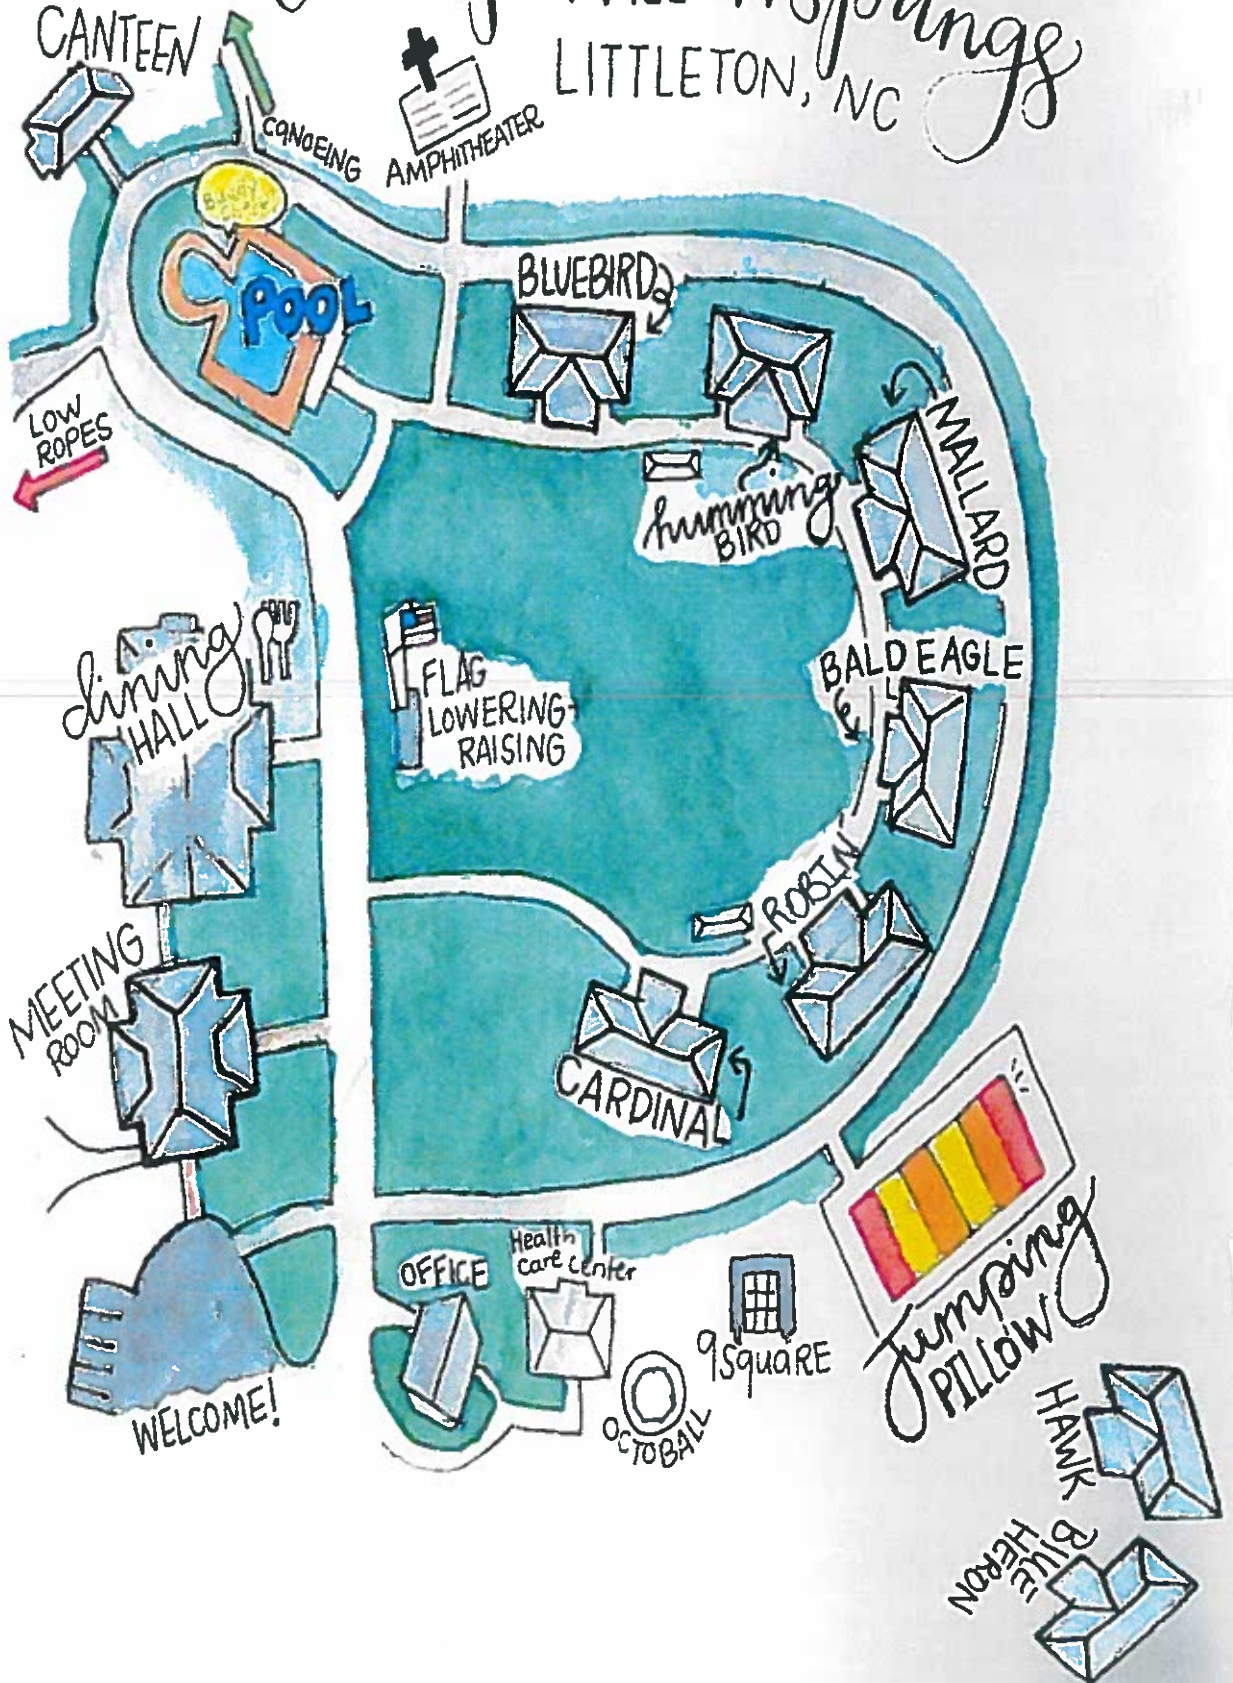 springs
LITTLETON, NC
CANTEEN
CANOEING
AMPHITHEATER
POOL
BLUEBIRD
LOW
ROPES
MALLARD
humming
BIRD
dining
HALL
FLAG
LOWERING-
RAISING
BALD EAGLE
ROBIN
MEETING
ROOM
CARDINAL
Health
care center
OFFICE
9square
Jumping
PILLOW
OCTOBALL
WELCOME!
HAWK
BLUE
HERON